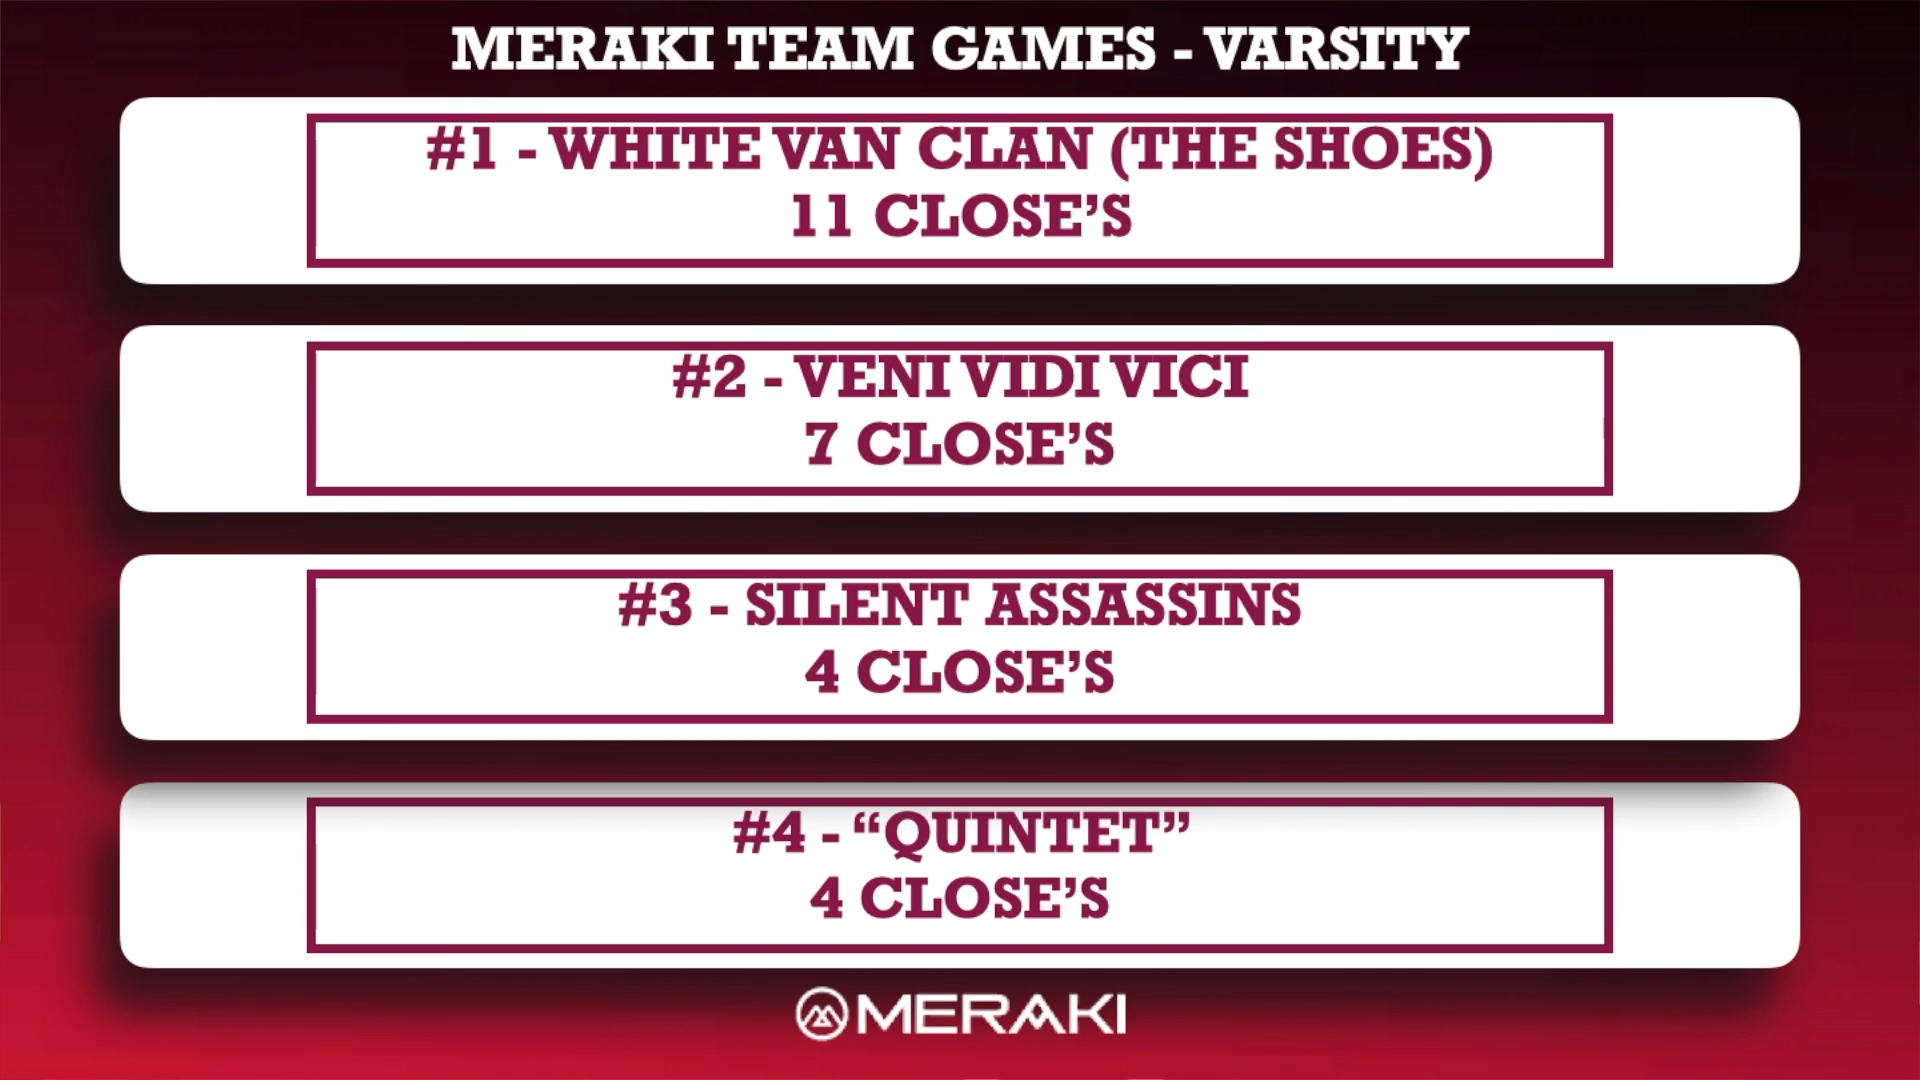 MERAKI TEAM GAMES - VARSITY
#1 - WHITE VAN CLAN (THE SHOES)
11 CLOSE’S
#2 - VENI VIDI VICI
7 CLOSE’S
#3 - SILENT ASSASSINS
4 CLOSE’S
#4 - “QUINTET”
4 CLOSE’S
MERAKI